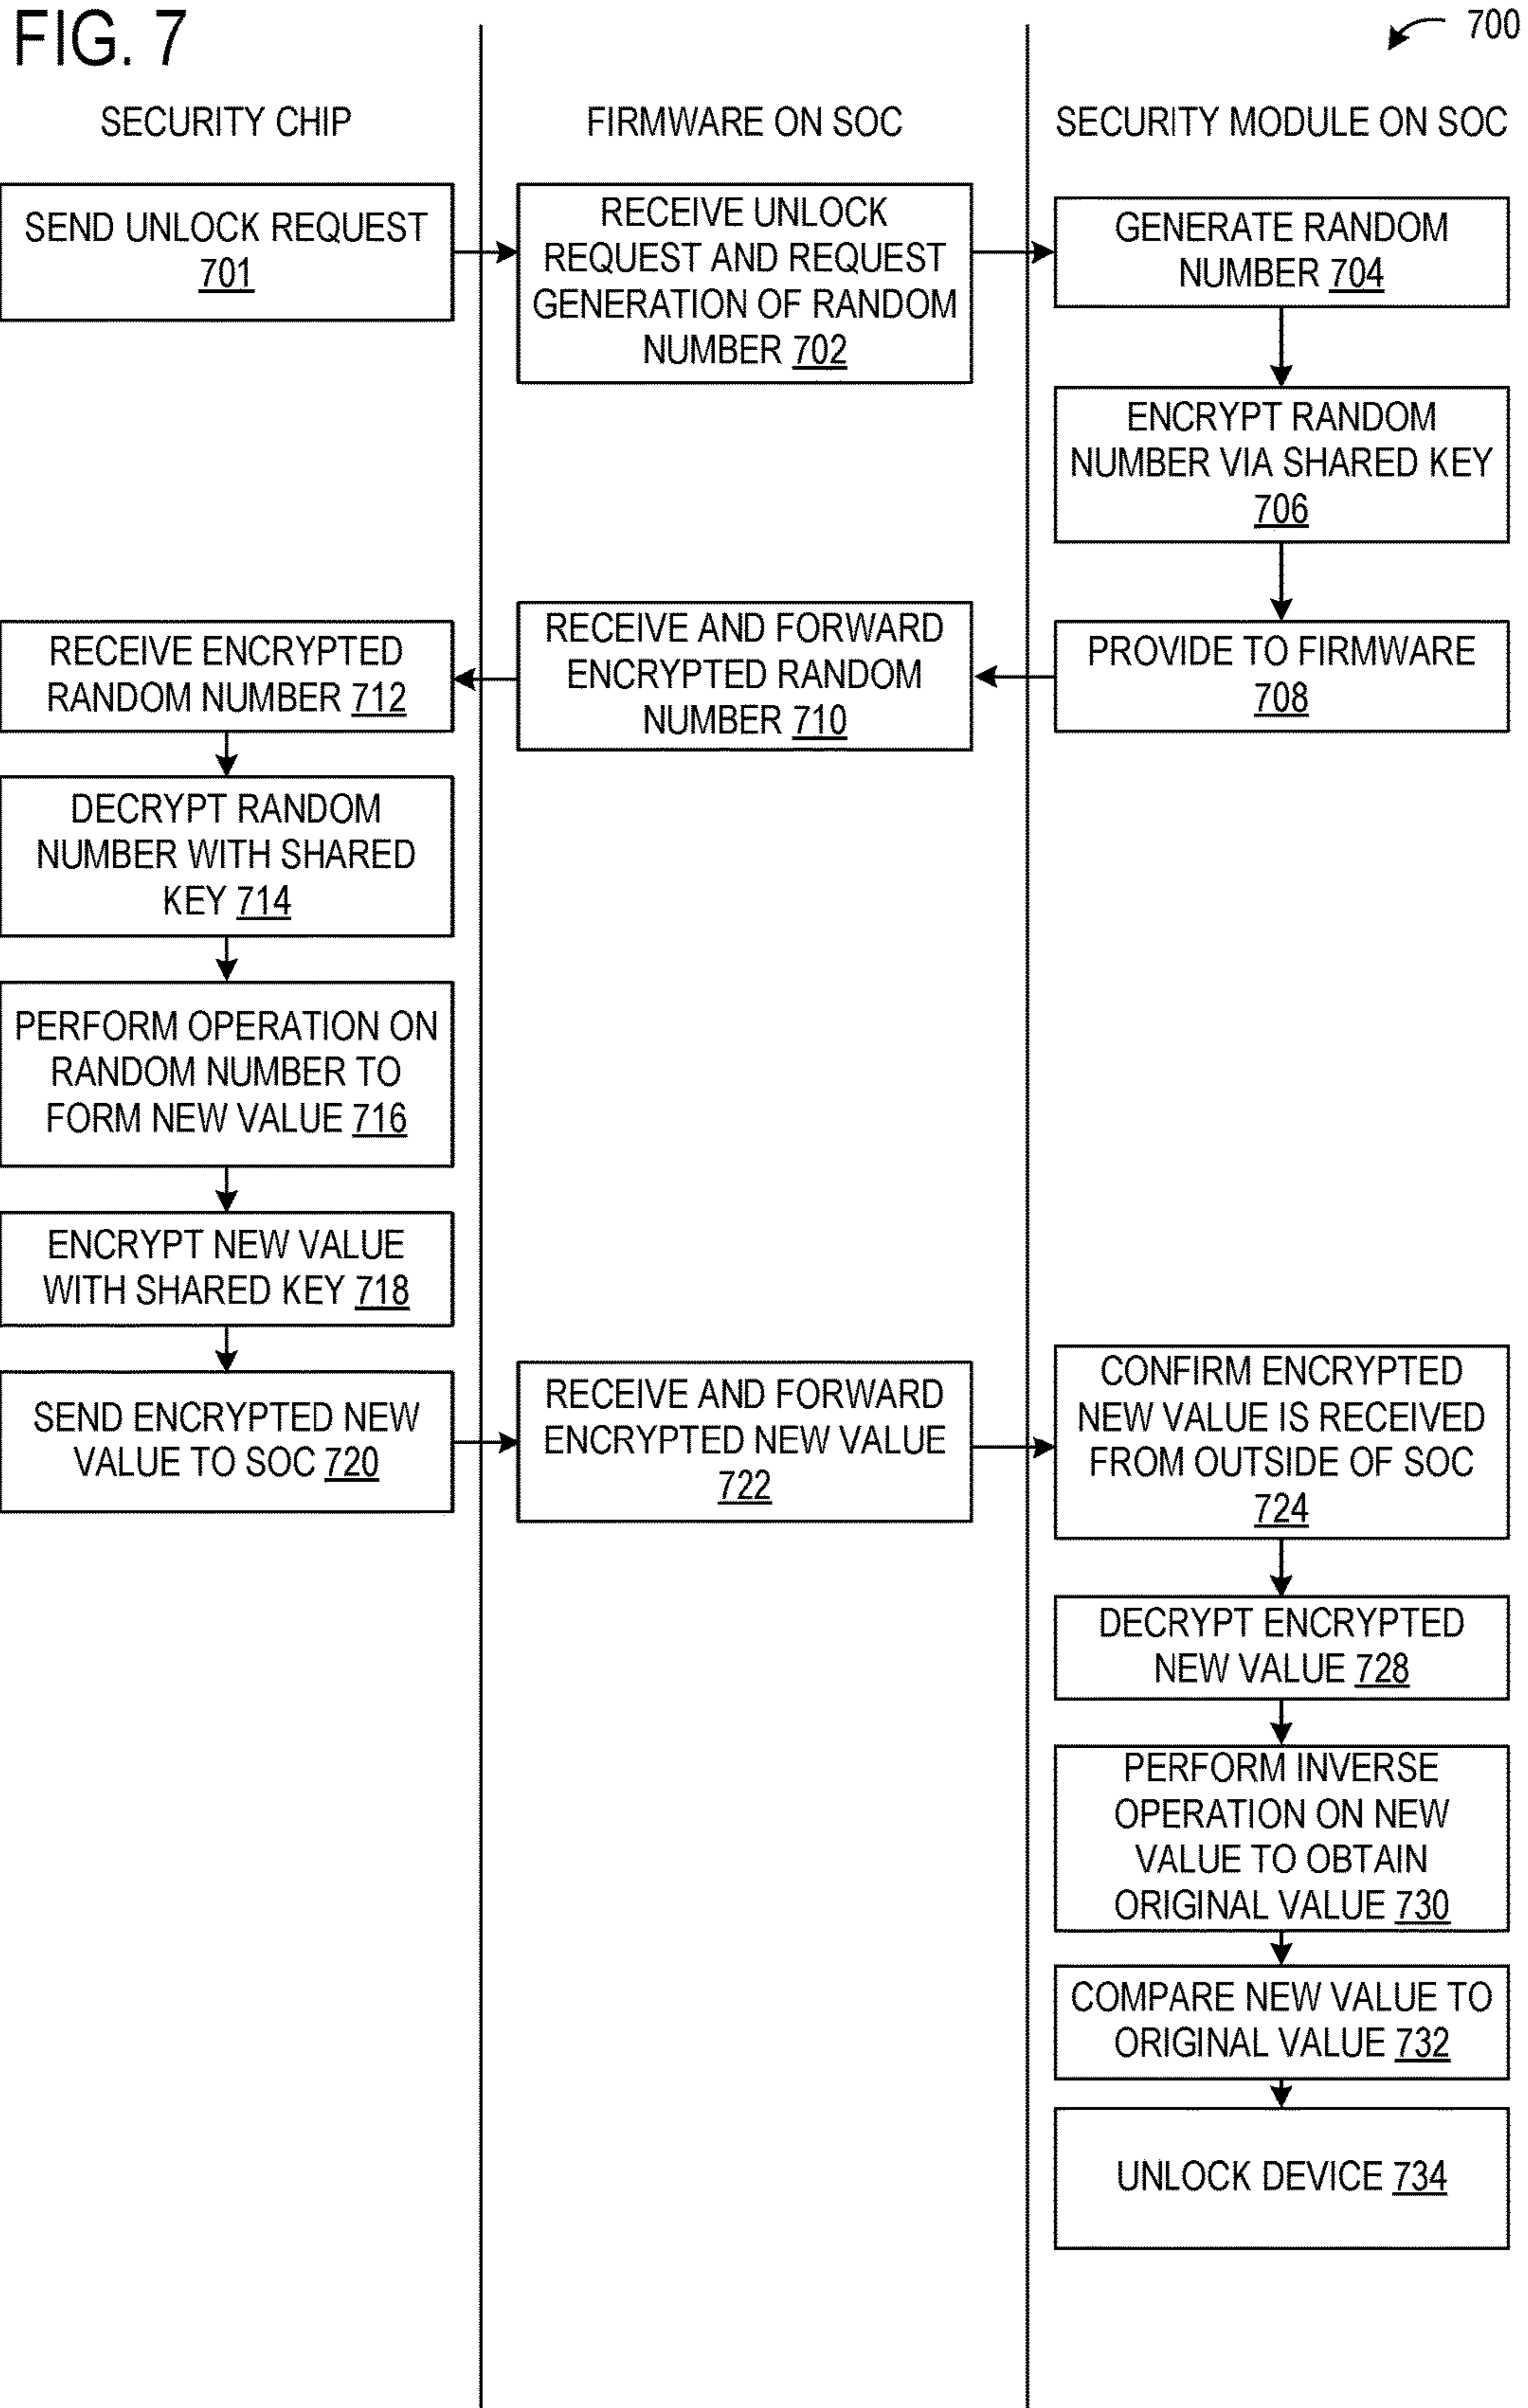 FIG. 7
700
SECURITY CHIP
FIRMWARE ON SOC
SECURITY MODULE ON SOC
SEND UNLOCK REQUEST
701
RECEIVE UNLOCK
REQUEST AND REQUEST
GENERATION OF RANDOM
NUMBER 702
GENERATE RANDOM
NUMBER 704
ENCRYPT RANDOM
NUMBER VIA SHARED KEY
706
PROVIDE TO FIRMWARE
708
RECEIVE AND FORWARD
ENCRYPTED RANDOM
NUMBER 710
RECEIVE ENCRYPTED
RANDOM NUMBER 712
DECRYPT RANDOM
NUMBER WITH SHARED
KEY 714
PERFORM OPERATION ON
RANDOM NUMBER TO
FORM NEW VALUE 716
ENCRYPT NEW VALUE
WITH SHARED KEY 718
SEND ENCRYPTED NEW
VALUE TO SOC 720
RECEIVE AND FORWARD
ENCRYPTED NEW VALUE
722
CONFIRM ENCRYPTED
NEW VALUE IS RECEIVED
FROM OUTSIDE OF SOC
724
DECRYPT ENCRYPTED
NEW VALUE 728
PERFORM INVERSE
OPERATION ON NEW
VALUE TO OBTAIN
ORIGINAL VALUE 730
COMPARE NEW VALUE TO
ORIGINAL VALUE 732
UNLOCK DEVICE 734